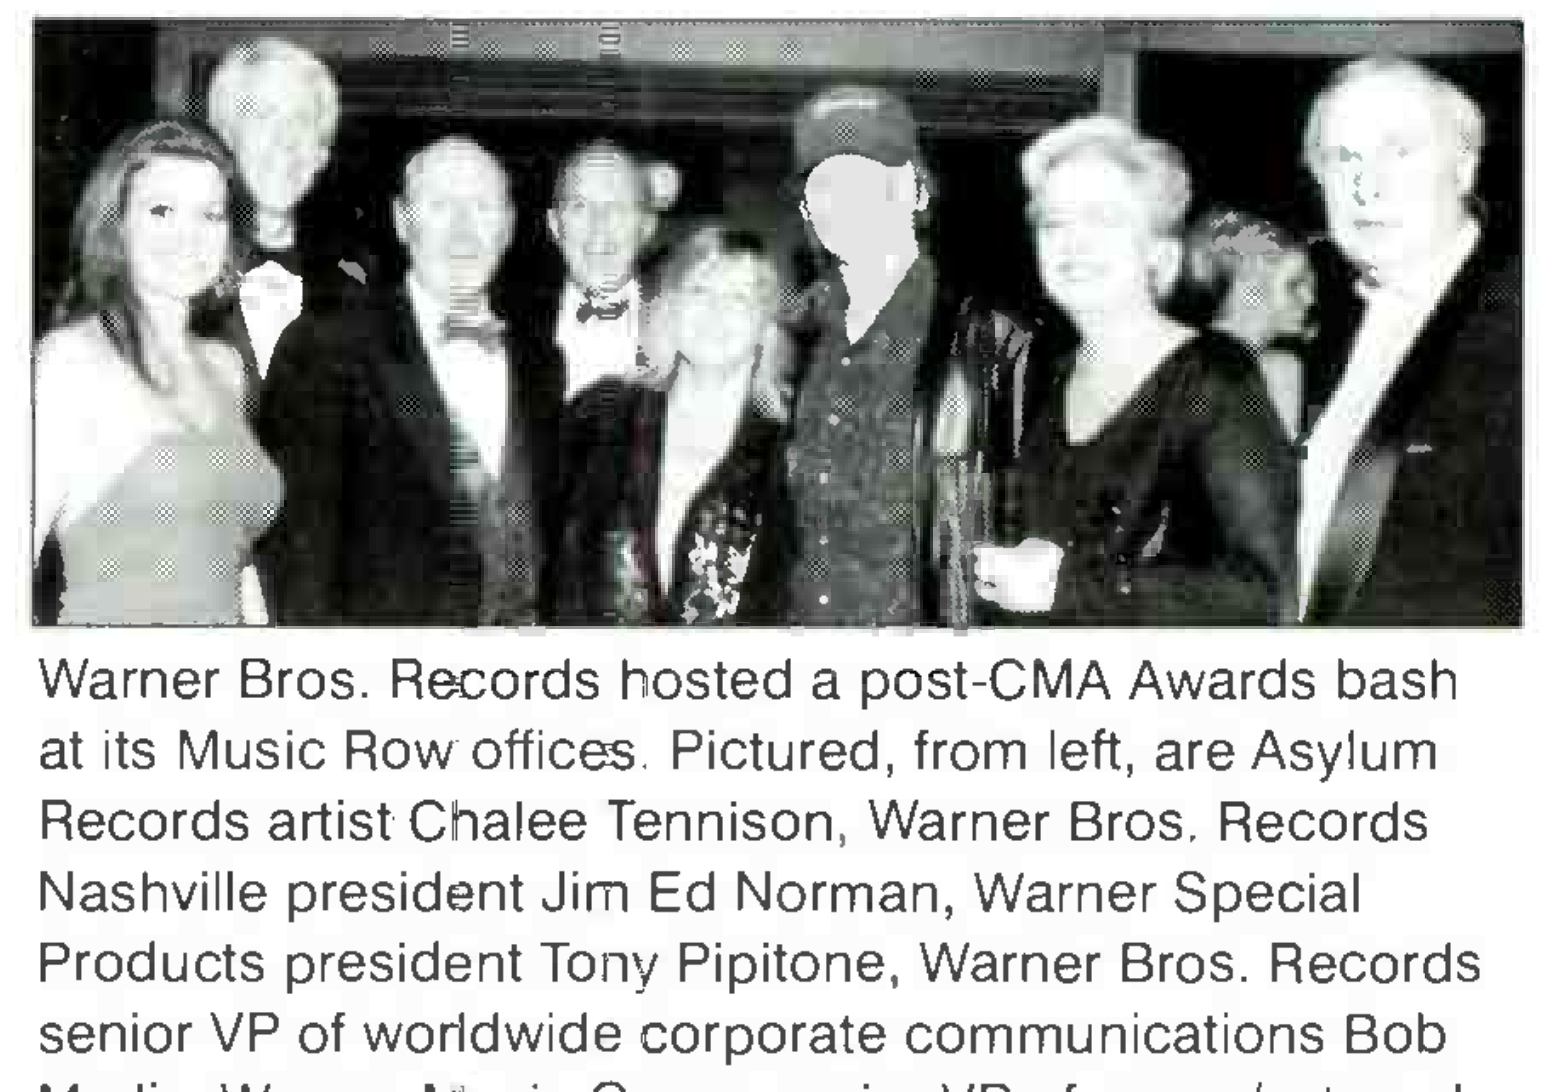 Warner Bros. Records hosted a post-CMA Awards bash
at its Music Row offices. Pictured, from left, are Asylum
Records artist Chalee Tennison, Warner Bros. Records
Nashville president Jim Ed Norman, Warner Special
Products president Tony Pipitone, Warner Bros. Records
senior VP of worldwide corporate communications Bob